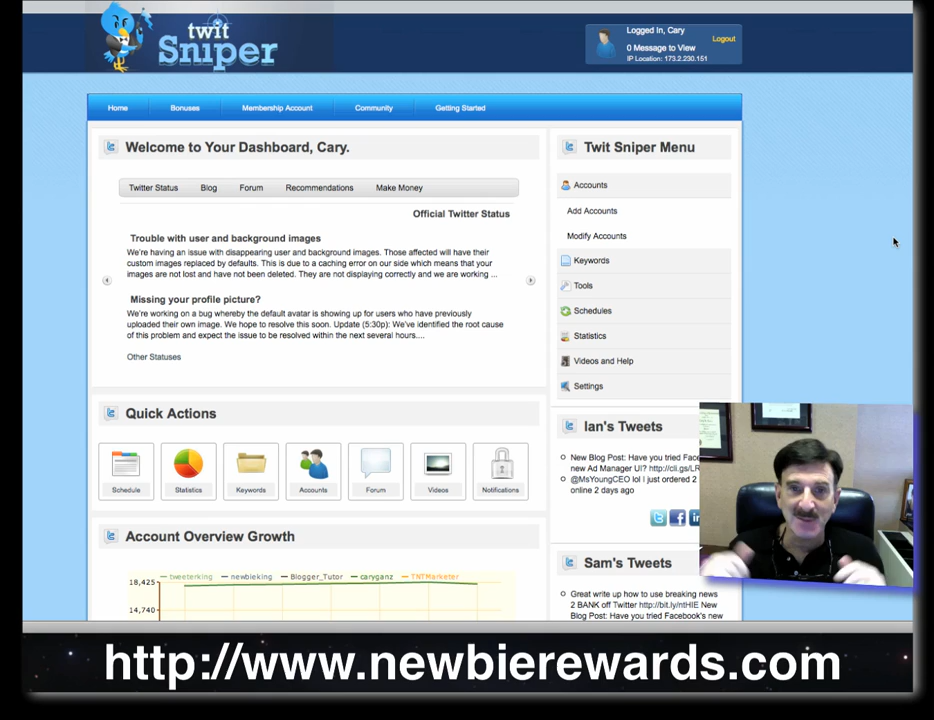 twit
Sniper
Logged In, Cary
Logout
0 Message to View
IP Location: 173.2.230.151
Home
Bonuses
Membership Account
Community
Getting Started
Welcome to Your Dashboard, Cary.
Twitter Status
Blog
Forum
Recommendations
Make Money
Official Twitter Status
Trouble with user and background images
We're having an issue with disappearing user and background images. Those affected will have their
custom images replaced by defaults. This is due to a caching error on our side which means that your
images are not lost and have not been deleted. They are not displaying correctly and we are working ...
Missing your profile picture?
We're working on a bug whereby the default avatar is showing up for users who have previously
uploaded their own image. We hope to resolve this soon. Update (5:30p): We've identified the root cause
of this problem and expect the issue to be resolved within the next several hours....
Other Statuses
Quick Actions
Schedule
Statistics
Keywords
Accounts
Forum
Videos
Notifications
Account Overview Growth
tweeterking
newbieking
Blogger_Tutor
caryganz
TNTMarketer
18,425
14,740
Twit Sniper Menu
Accounts
Add Accounts
Modify Accounts
Keywords
Tools
Schedules
Statistics
Videos and Help
Settings
Ian's Tweets
New Blog Post: Have you tried Face
new Ad Manager UI? http://cli.gs/LR
@MsYoungCEO lol I just ordered 2
online 2 days ago
Sam's Tweets
Great write up how to use breaking news
2 BANK off Twitter http://bit.ly/ntHIE New
Blog Post: Have you tried Facebook's new
http://www.newbierewards.com